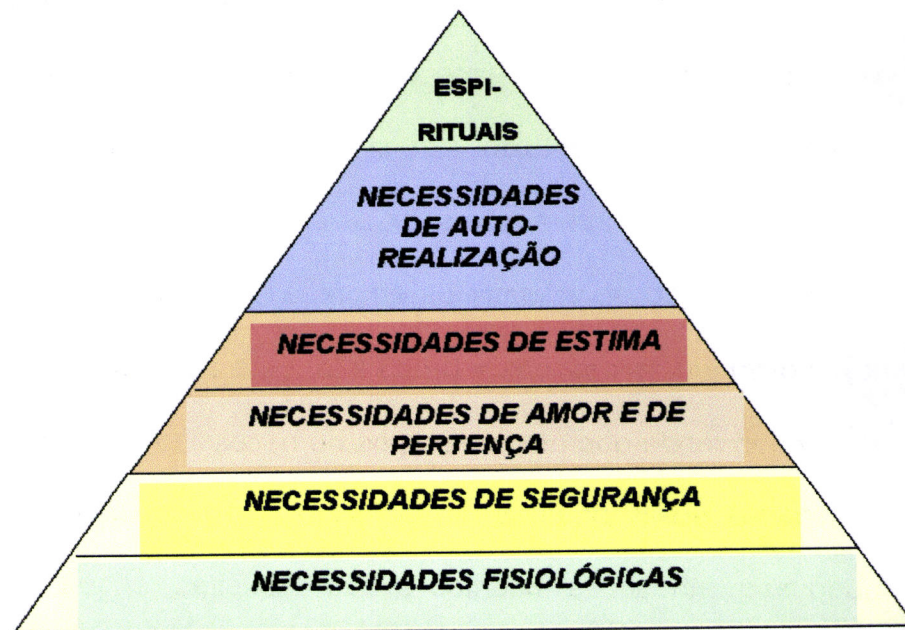 ESPI-
RITUAIS
NECESSIDADES
DE AUTO-
REALIZAÇÃO
NECESSIDADES DE ESTIMA
NECESSIDADES DE AMOR E DE
PERTENÇA
NECESSIDADES DE SEGURANÇA
NECESSIDADES FISIOLÓGICAS